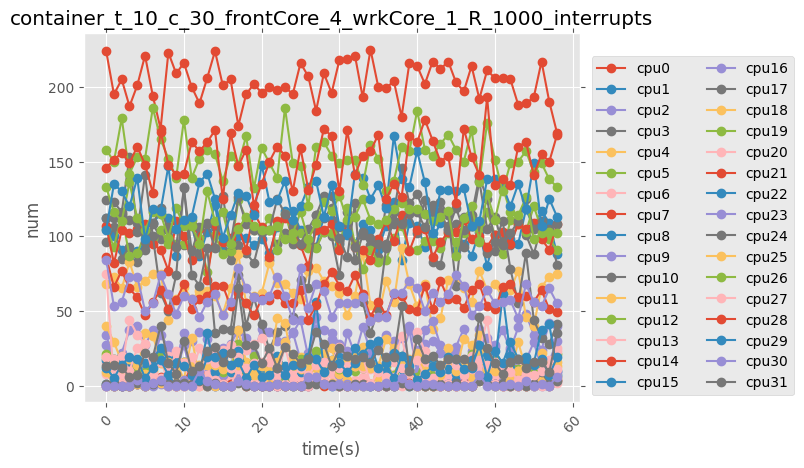 container_t_10_c_30_frontCore_4_wrkCore_1_R_1000_interrupts
num
200
150
100
50
0
0
10
20
30
40
50
60
time(s)
cpu0
cpu1
cpu2
cpu3
cpu4
cpu5
cpu6
cpu7
cpu8
cpu9
cpu10
cpu11
cpu12
cpu13
cpu14
cpu15
cpu16
cpu17
cpu18
cpu19
cpu20
cpu21
cpu22
cpu23
cpu24
cpu25
cpu26
cpu27
cpu28
cpu29
cpu30
cpu31